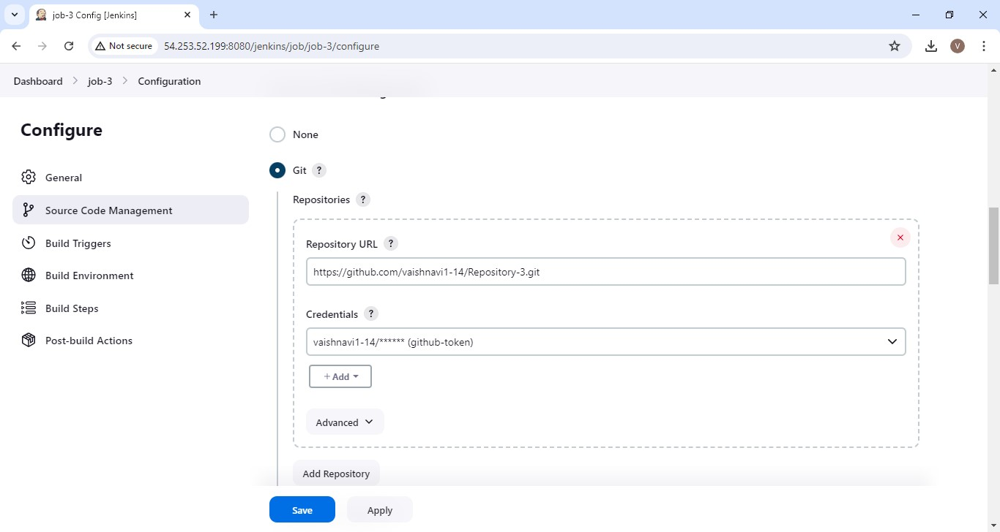 job-3 Config [Jenkins]
Not secure 54.253.52.199:8080/jenkins/job/job-3/configure
V
Dashboard job-3 Configuration
Configure
General
Source Code Management
Build Triggers
Build Environment
Build Steps
Post-build Actions
None
Git ?
Repositories ?
Repository URL ?
https://github.com/vaishnavi1-14/Repository-3.git
Credentials ?
vaishnavi1-14/****** (github-token)
+ Add
Advanced
Add Repository
Save Apply